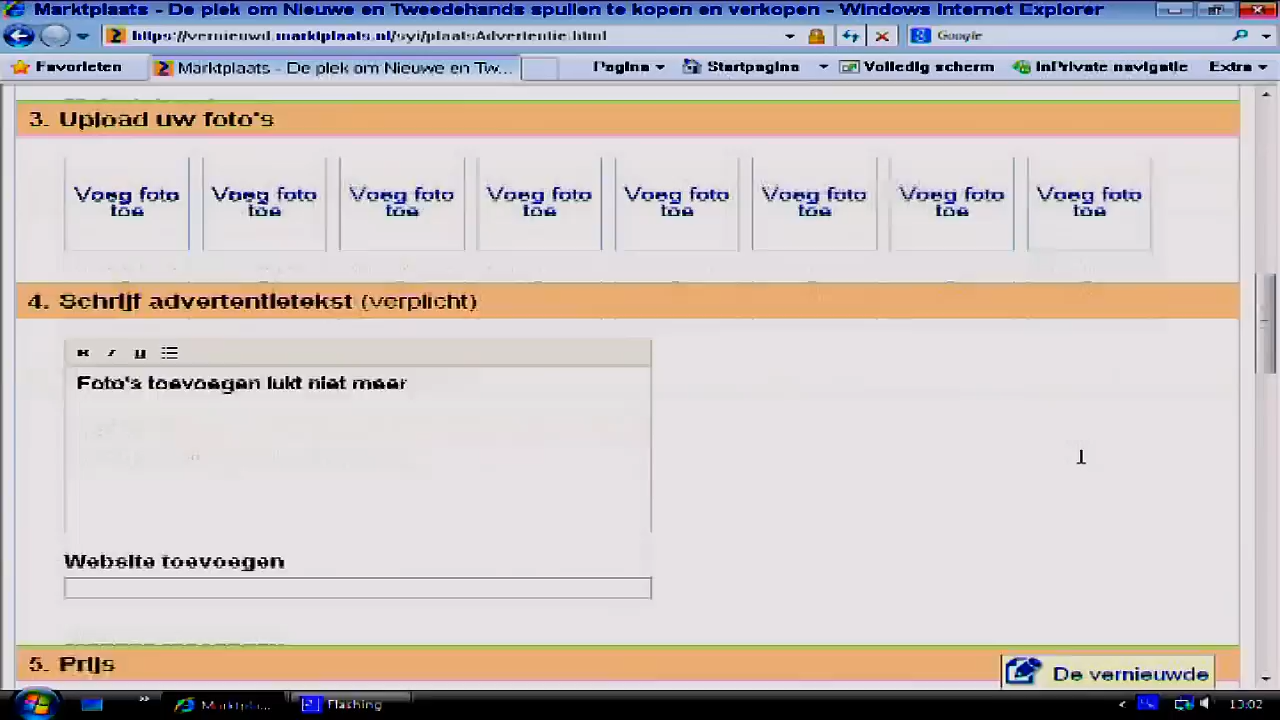 Marktplaats - De plek om Nieuwe en Tweedehands spullen te kopen en verkopen - Windows Internet Explorer
https://vernieuwd.marktplaats.nl/syi/plaatsAdvertentie.html
Google
Favorieten
Marktplaats - De plek om Nieuwe en Tw...
Pagina
Startpagina
Volledig scherm
InPrivate navigatie
Extra
3. Upload uw foto's
Voeg foto toe
Voeg foto toe
Voeg foto toe
Voeg foto toe
Voeg foto toe
Voeg foto toe
Voeg foto toe
Voeg foto toe
4. Schrijf advertentietekst (verplicht)
B I U
Foto's toevoegen lukt niet meer
Website toevoegen
5. Prijs
De vernieuwde
Marktpla...
Flashing
13:02